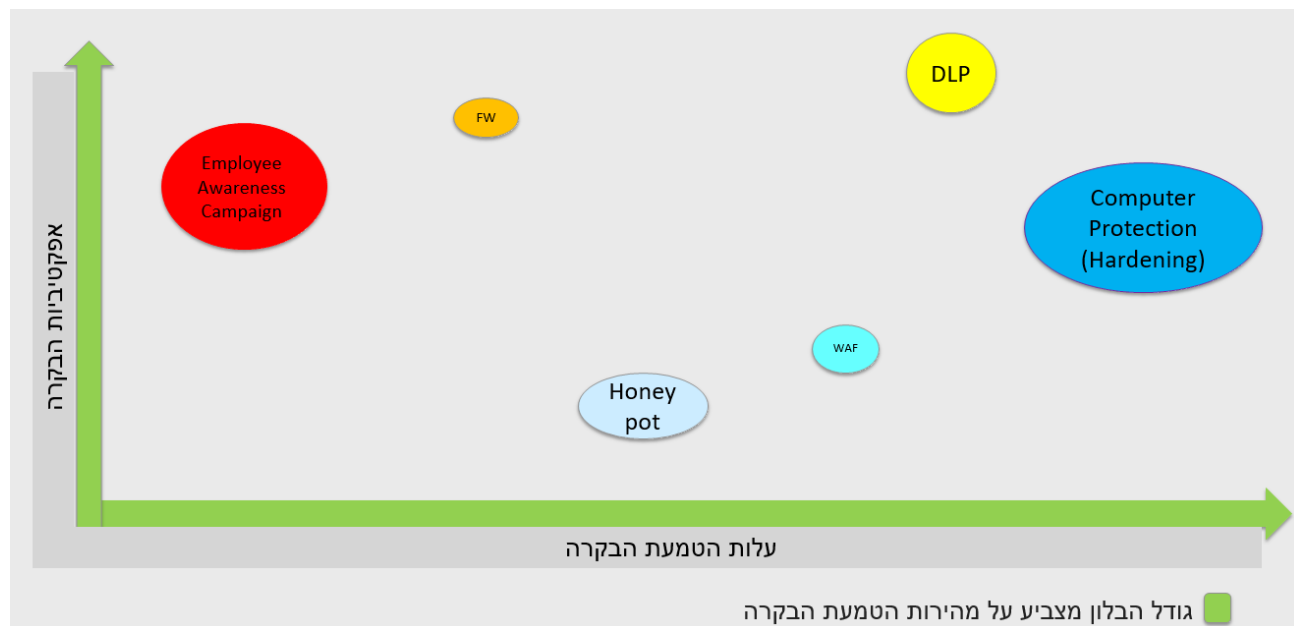 DLP
FW
Employee
Awareness
Campaign
Computer
Protection
(Hardening)
אפקטיביות הבקרה
WAF
Honey
pot
עלות הטמעת הבקרה
גודל הבלון מצביע על מהירות הטמעת הבקרה